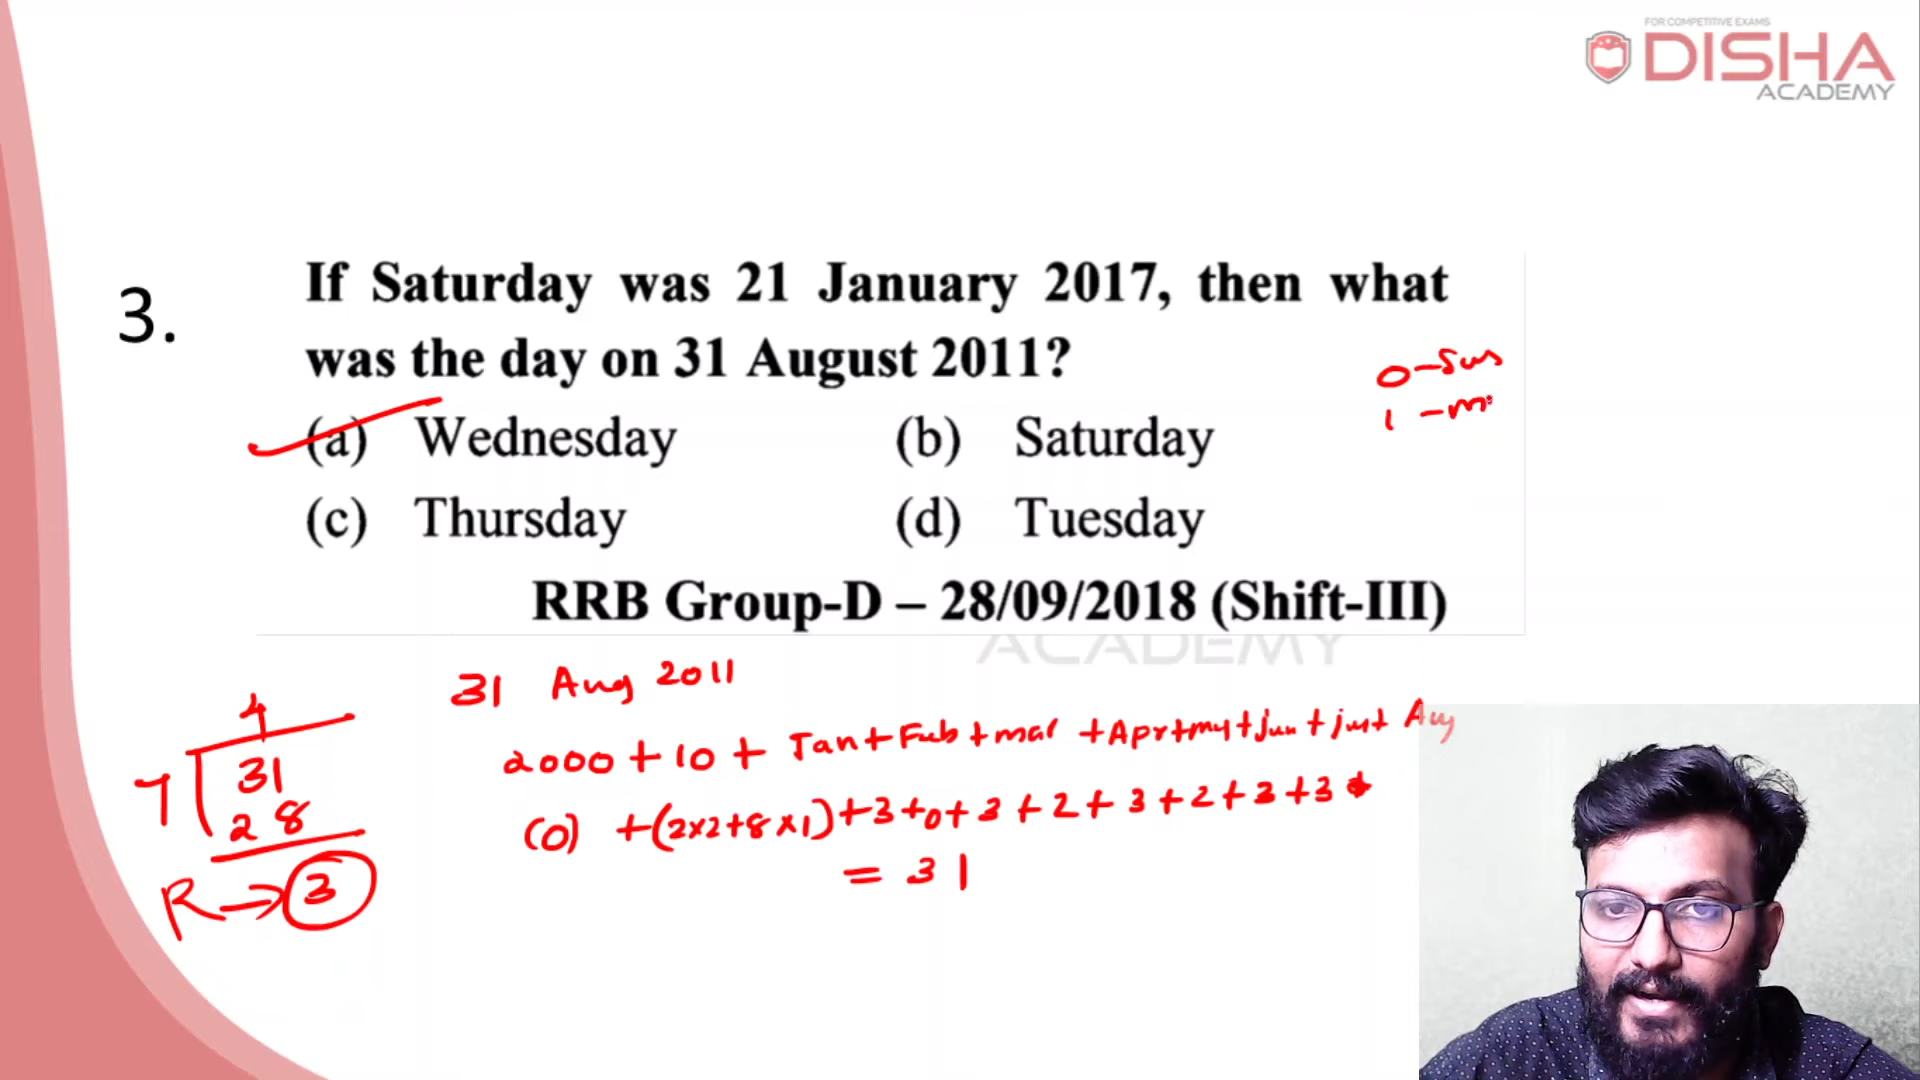 FOR COMPETITIVE EXAMS
DISHA
ACADEMY
3.
If Saturday was 21 January 2017, then what
was the day on 31 August 2011?
0-Sun
1-m
(a) Wednesday
(b) Saturday
(c) Thursday
(d) Tuesday
RRB Group-D – 28/09/2018 (Shift-III)
ACADEMY
31 Aug 2011
2000 + 10 + Jan + Feb + mar + Apr + my + jun + just Aug
(0) + (2x2+8x1) + 3 + 0 + 3 + 2 + 3 + 2 + 3 + 3
= 31
4
7 31
28
R → 3